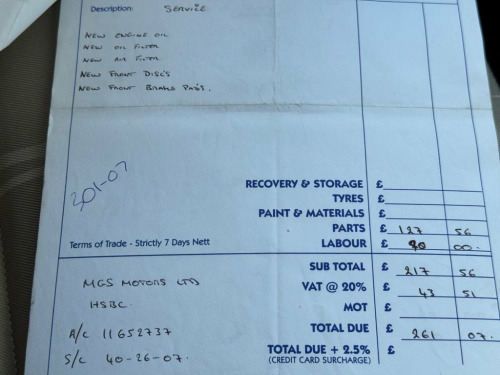 Description: SERVICE
NEW ENGINE OIL
NEW OIL FILTER
NEW AIR FILTER
NEW FRONT DISC'S
NEW FRONT BRAKE PADS.
301-07
RECOVERY & STORAGE £
TYRES £
PAINT & MATERIALS £
PARTS £ 127 56
Terms of Trade - Strictly 7 Days Nett
LABOUR £ 90 00.
SUB TOTAL £ 217 56
VAT @ 20% £ 43 51
MOT £
TOTAL DUE £ 261 07.
TOTAL DUE + 2.5% £
(CREDIT CARD SURCHARGE)
MGS MOTORS LTD
HSBC.
A/C 11652737
S/C 40-26-07.